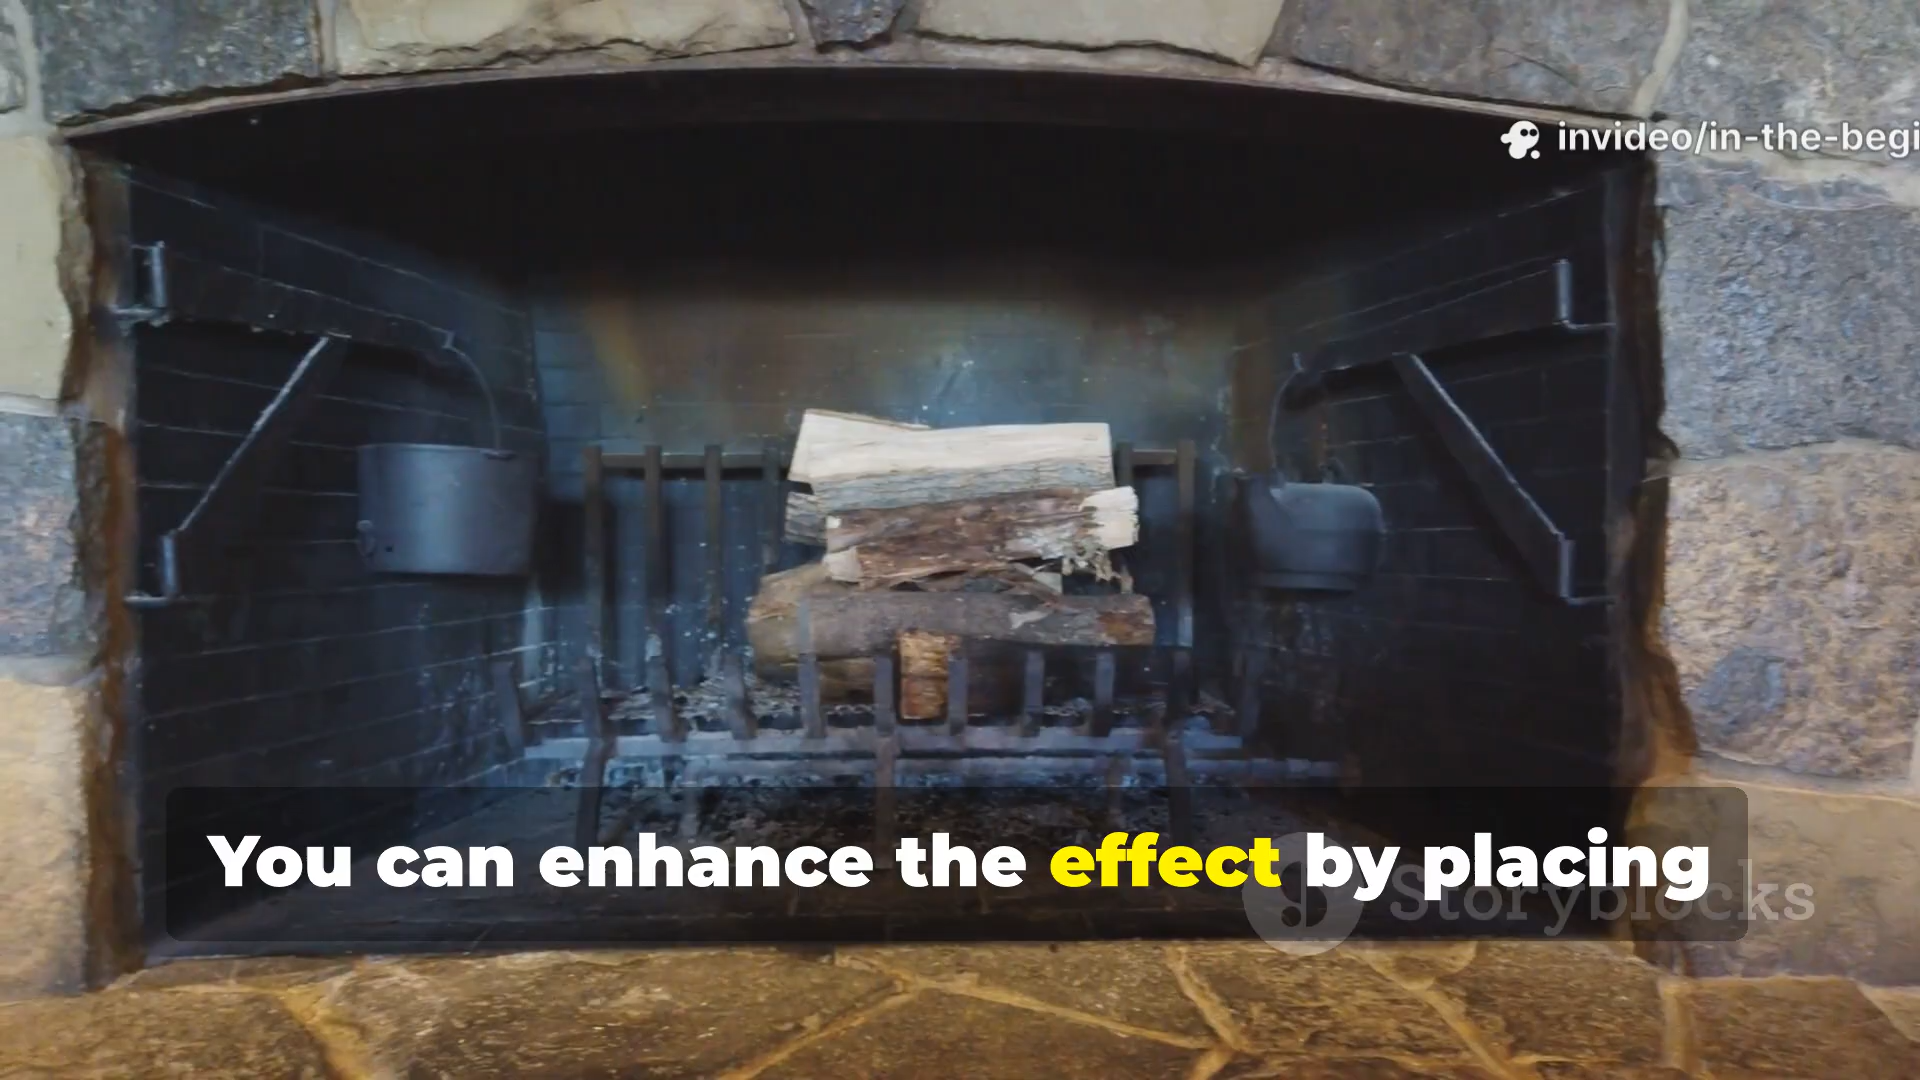 invideo/in-the-begi
You can enhance the effect by placing
Storyblocks